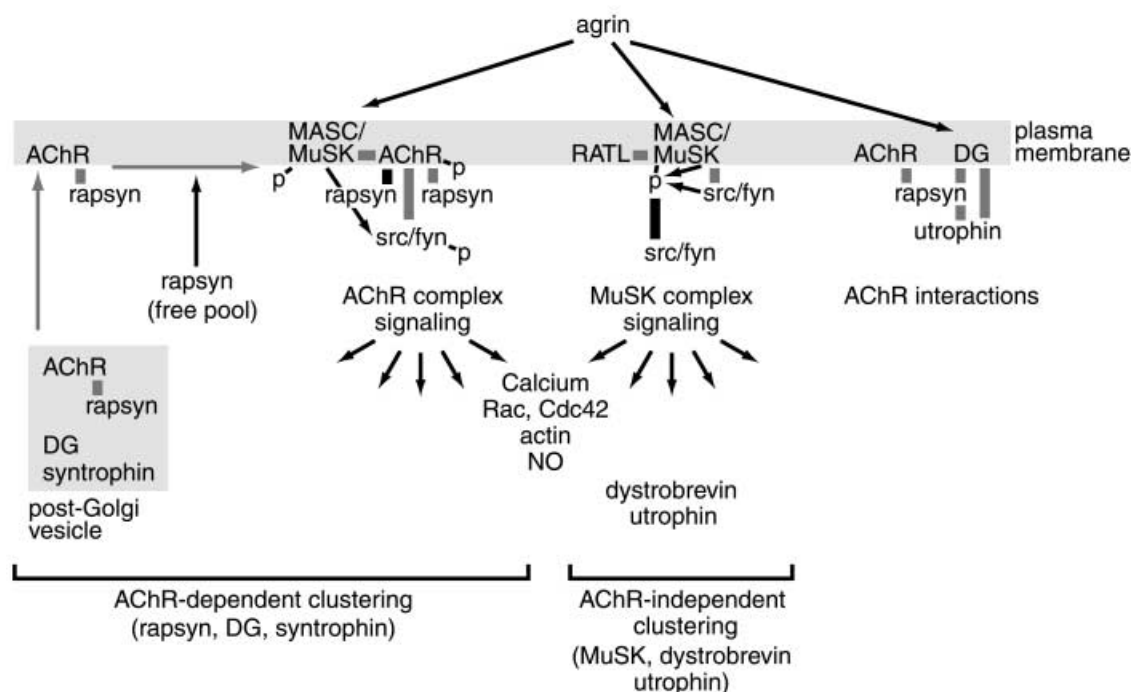 agrin
plasma
membrane
AChR
rapsyn
MASC/
MuSK
p
AChR
p
rapsyn
rapsyn
src/fyn
p
RATL
MASC/
MuSK
p
src/fyn
src/fyn
AChR
DG
rapsyn
utrophin
rapsyn
(free pool)
AChR complex
signaling
MuSK complex
signaling
AChR interactions
AChR
rapsyn
DG
syntrophin
post-Golgi
vesicle
Calcium
Rac, Cdc42
actin
NO
dystrobrevin
utrophin
AChR-dependent clustering
(rapsyn, DG, syntrophin)
AChR-independent
clustering
(MuSK, dystrobrevin
utrophin)